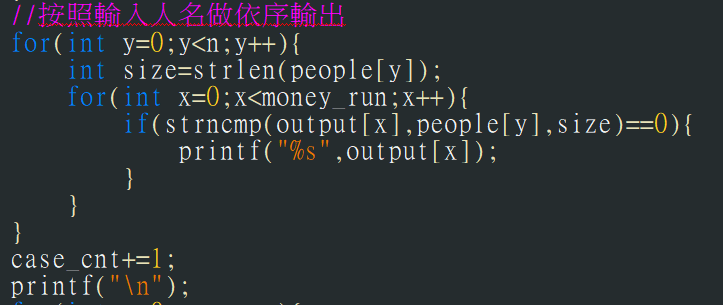 //按照輸入人名做依序輸出
for(int y=0;y<n;y++){
    int size=strlen(people[y]);
    for(int x=0;x<money_run;x++){
        if(strncmp(output[x],people[y],size)==0){
            printf("%s",output[x]);
        }
    }
}
case_cnt+=1;
printf("\n");